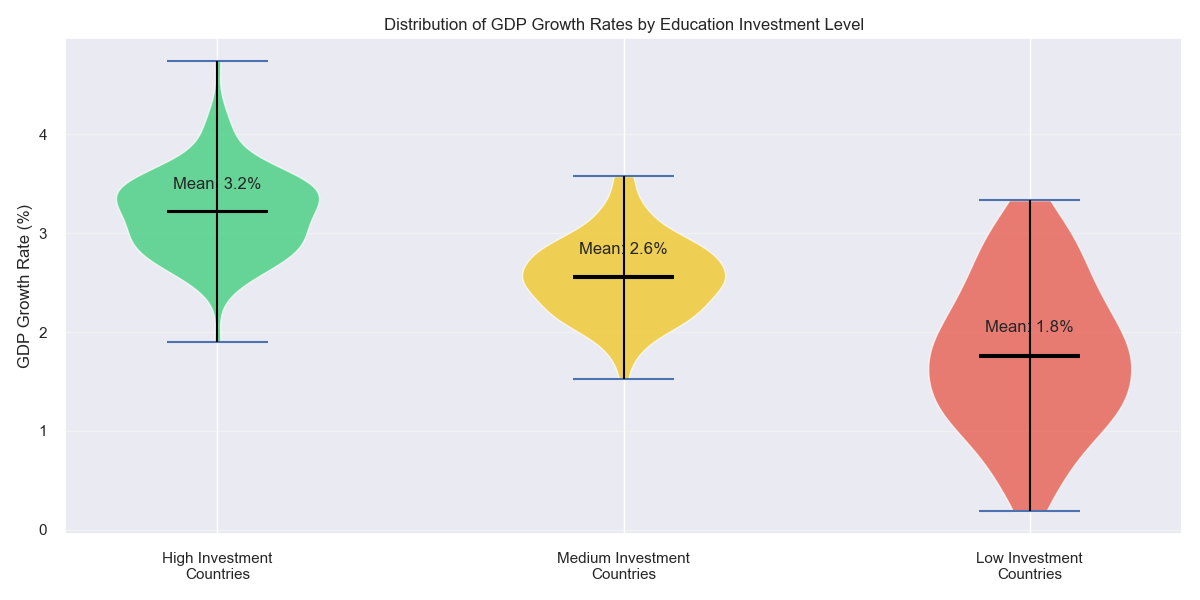 Distribution of GDP Growth Rates by Education Investment Level
GDP Growth Rate (%)
4
3
2
1
0
Mean: 3.2%
Mean: 2.6%
Mean: 1.8%
High Investment
Countries
Medium Investment
Countries
Low Investment
Countries